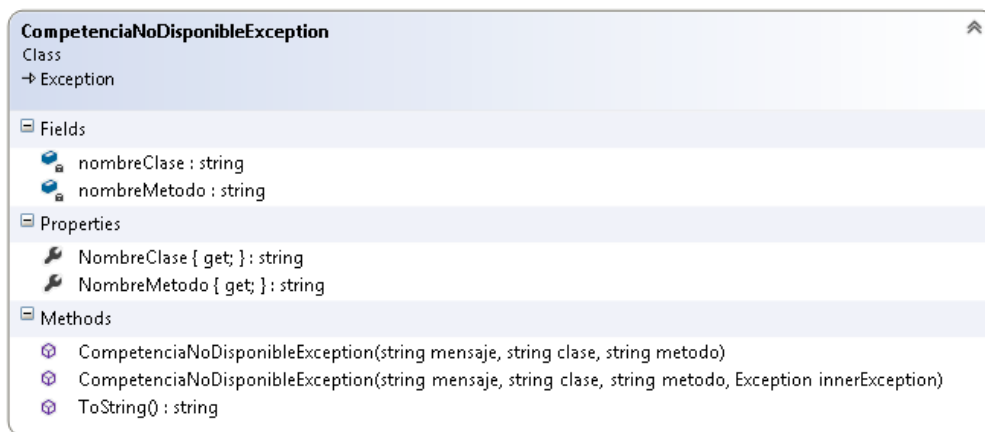 CompetenciaNoDisponibleException
Class
Exception
Fields
nombreClase : string
nombreMetodo : string
Properties
NombreClase { get; } : string
NombreMetodo { get; } : string
Methods
CompetenciaNoDisponibleException(string mensaje, string clase, string metodo)
CompetenciaNoDisponibleException(string mensaje, string clase, string metodo, Exception innerException)
ToString() : string